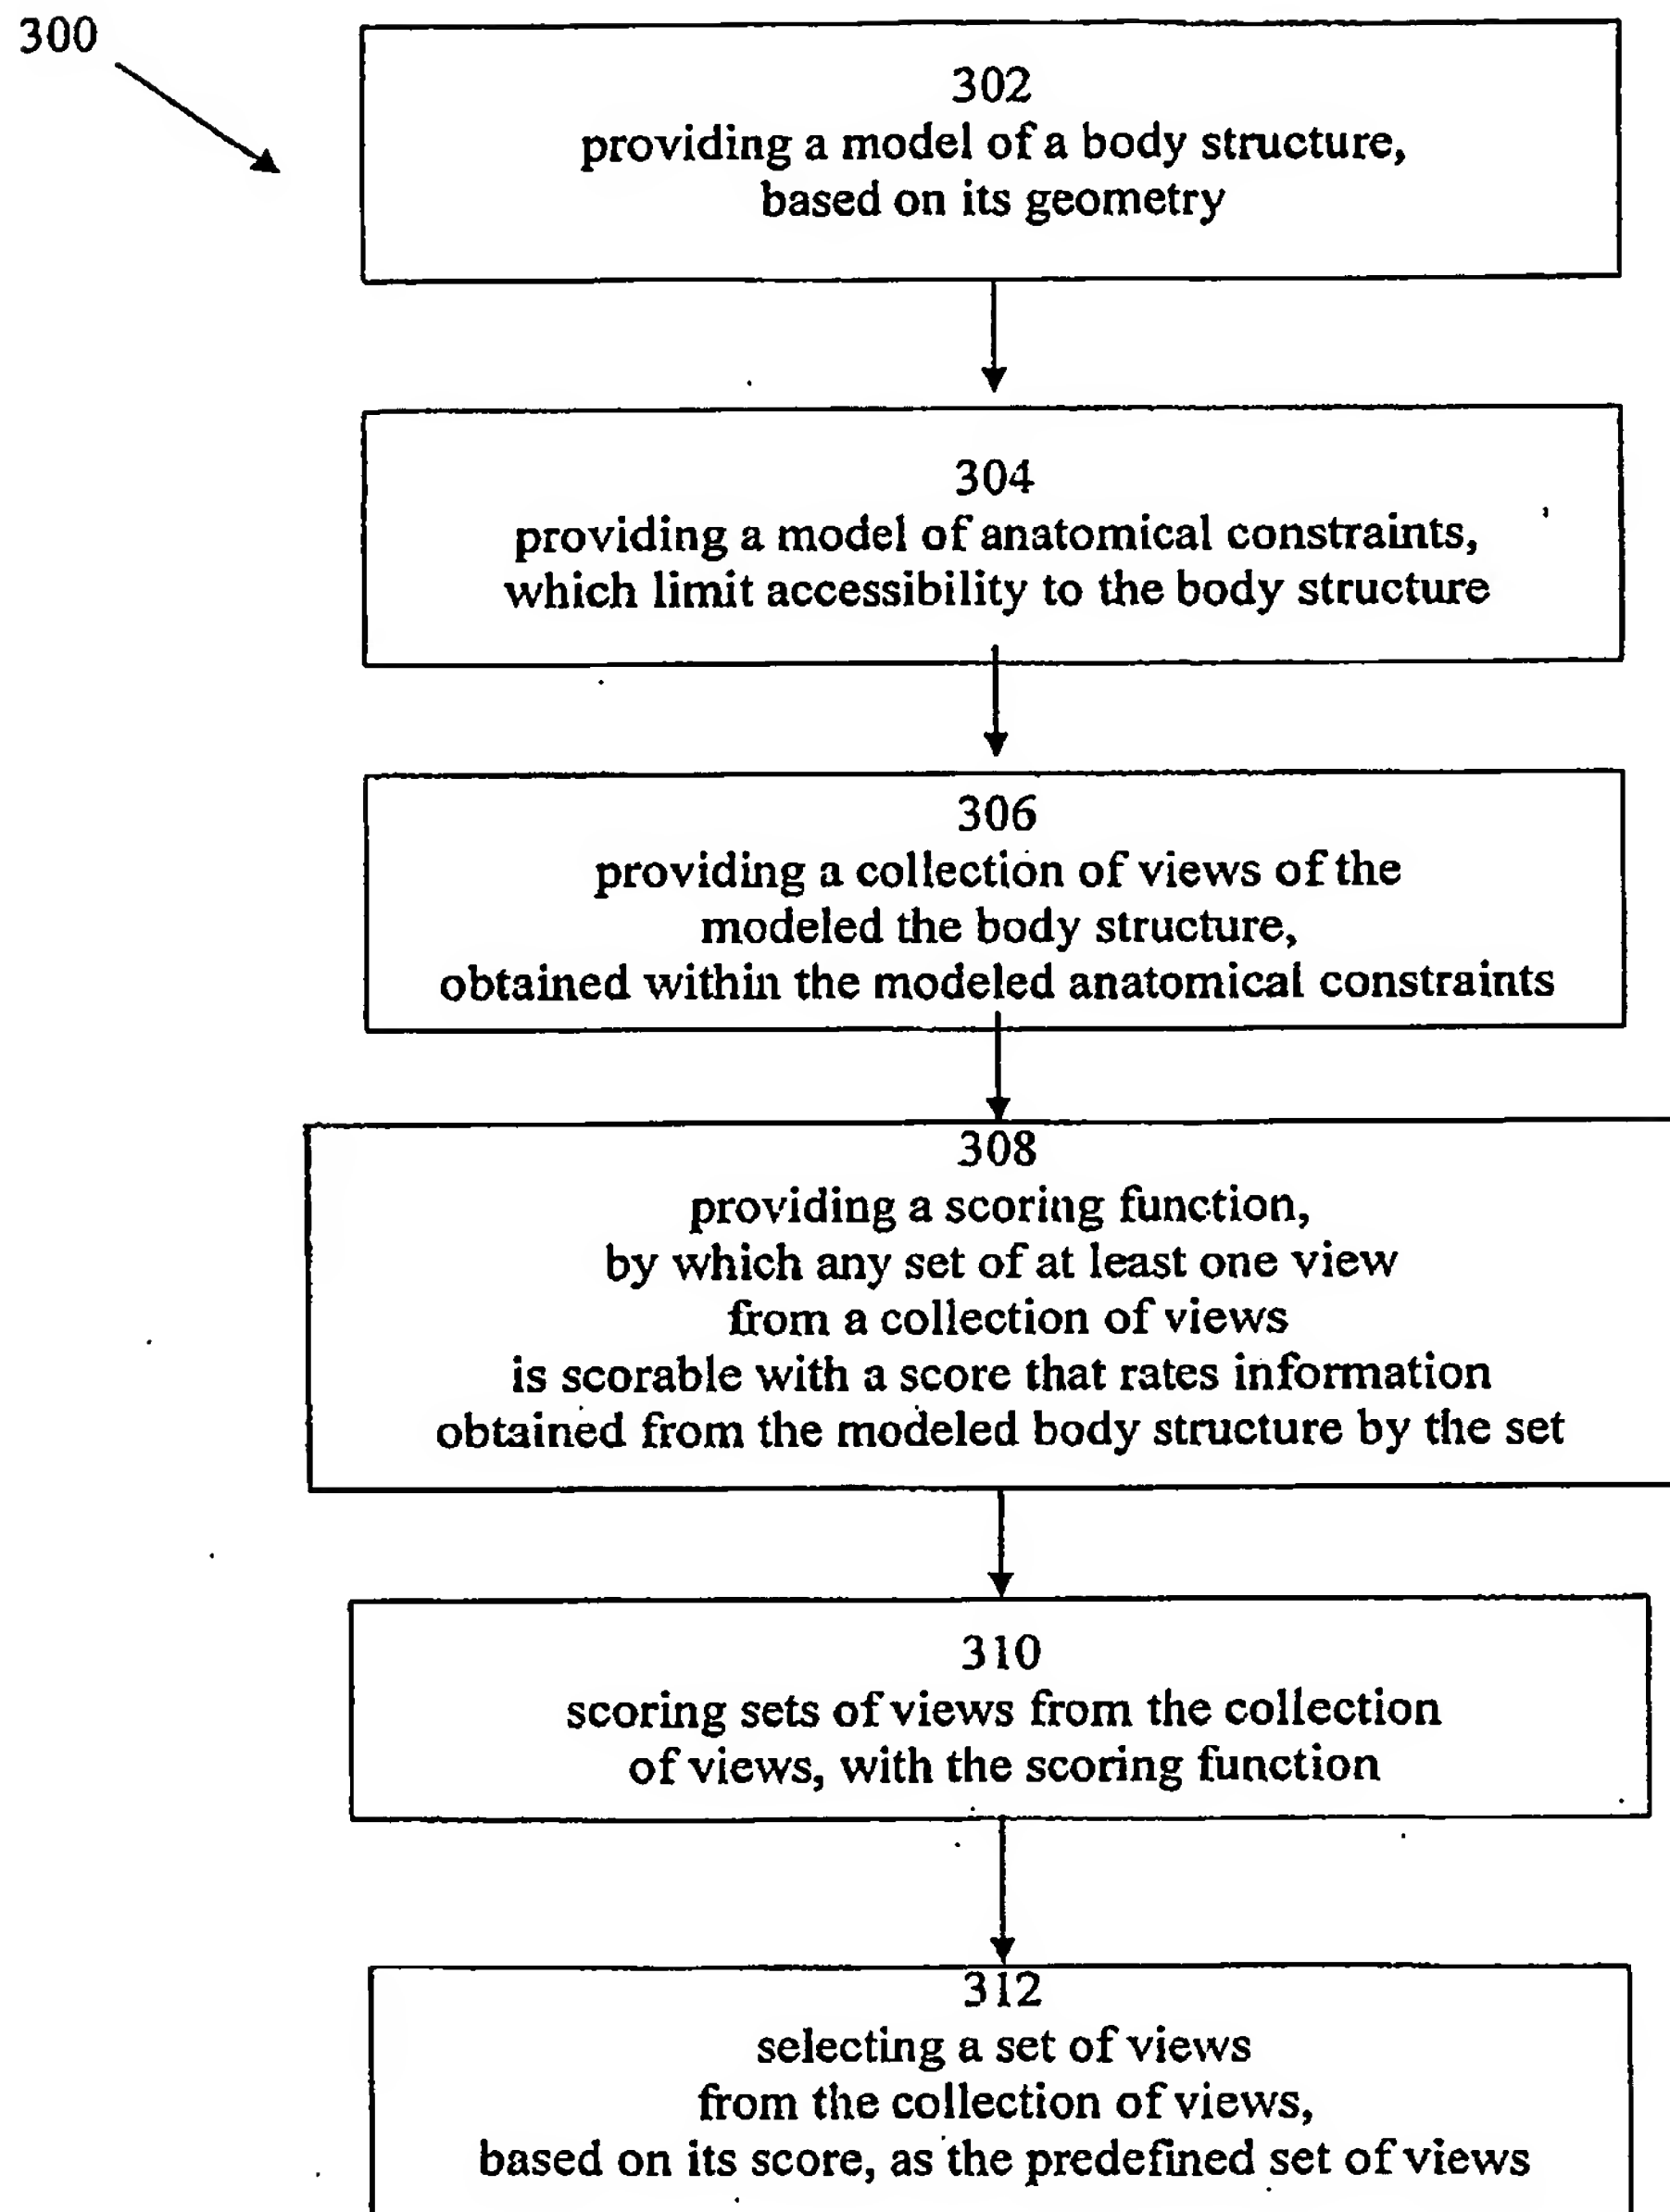 300
302
providing a model of a body structure,
based on its geometry
304
providing a model of anatomical constraints,
which limit accessibility to the body structure
306
providing a collection of views of the
modeled the body structure,
obtained within the modeled anatomical constraints
308
providing a scoring function,
by which any set of at least one view
from a collection of views
is scorable with a score that rates information
obtained from the modeled body structure by the set
310
scoring sets of views from the collection
of views, with the scoring function
312
selecting a set of views
from the collection of views,
based on its score, as the predefined set of views